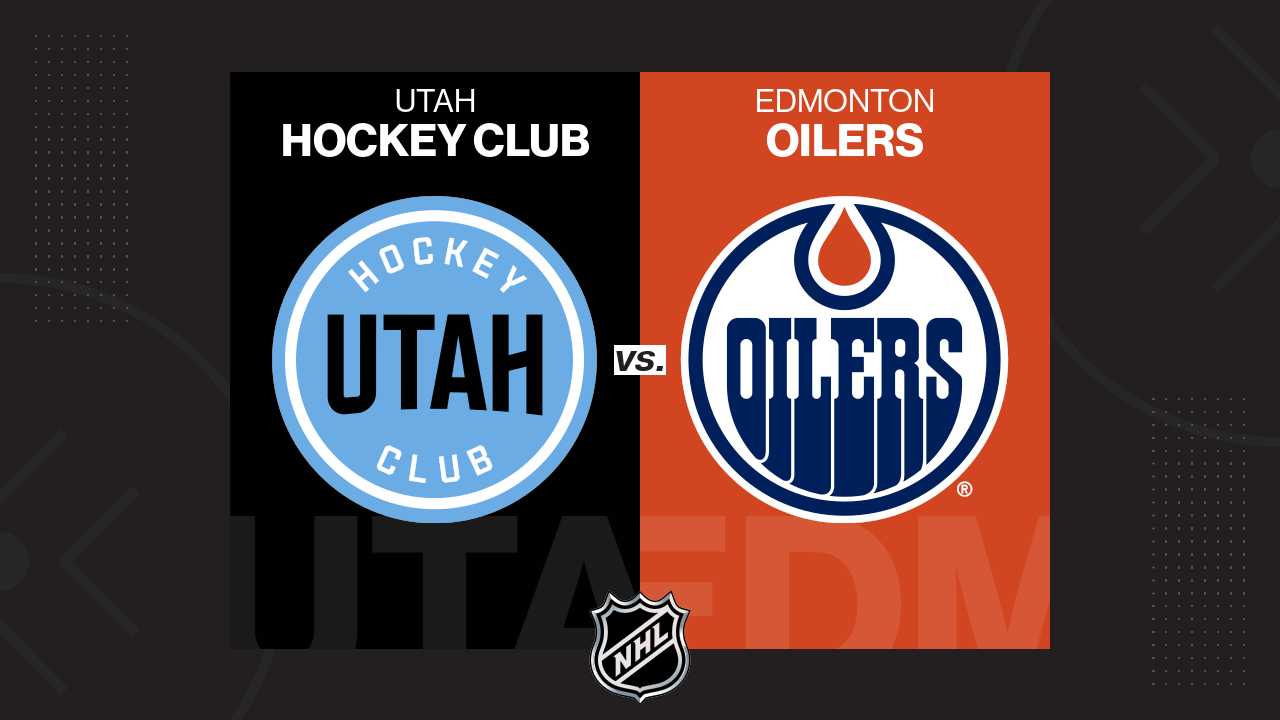 UTAH
HOCKEY CLUB
EDMONTON
OILERS
HOCKEY
UTAH
CLUB
vs.
OILERS
®
UTA
EDM
NHL